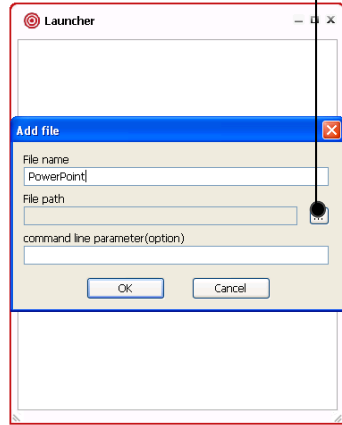 Launcher
Add file
File name
PowerPoint
File path
...
command line parameter(option)
OK
Cancel